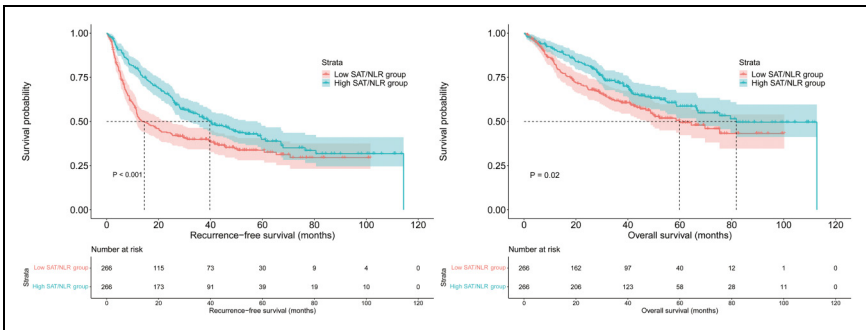 1.00
0.75
0.50
0.25
0.00
Survival probability
Strata
Low SAT/NLR group
High SAT/NLR group
P < 0.001
0 20 40 60 80 100 120
Recurrence-free survival (months)
Number at risk
Strata
Low SAT/NLR group 266 115 73 30 9 4 0
High SAT/NLR group 266 173 91 39 19 10 0
0 20 40 60 80 100 120
Recurrence-free survival (months)
1.00
0.75
0.50
0.25
0.00
Survival probability
Strata
Low SAT/NLR group
High SAT/NLR group
P = 0.02
0 20 40 60 80 100 120
Overall survival (months)
Number at risk
Strata
Low SAT/NLR group 266 162 97 40 12 1 0
High SAT/NLR group 266 206 123 58 28 11 0
0 20 40 60 80 100 120
Overall survival (months)